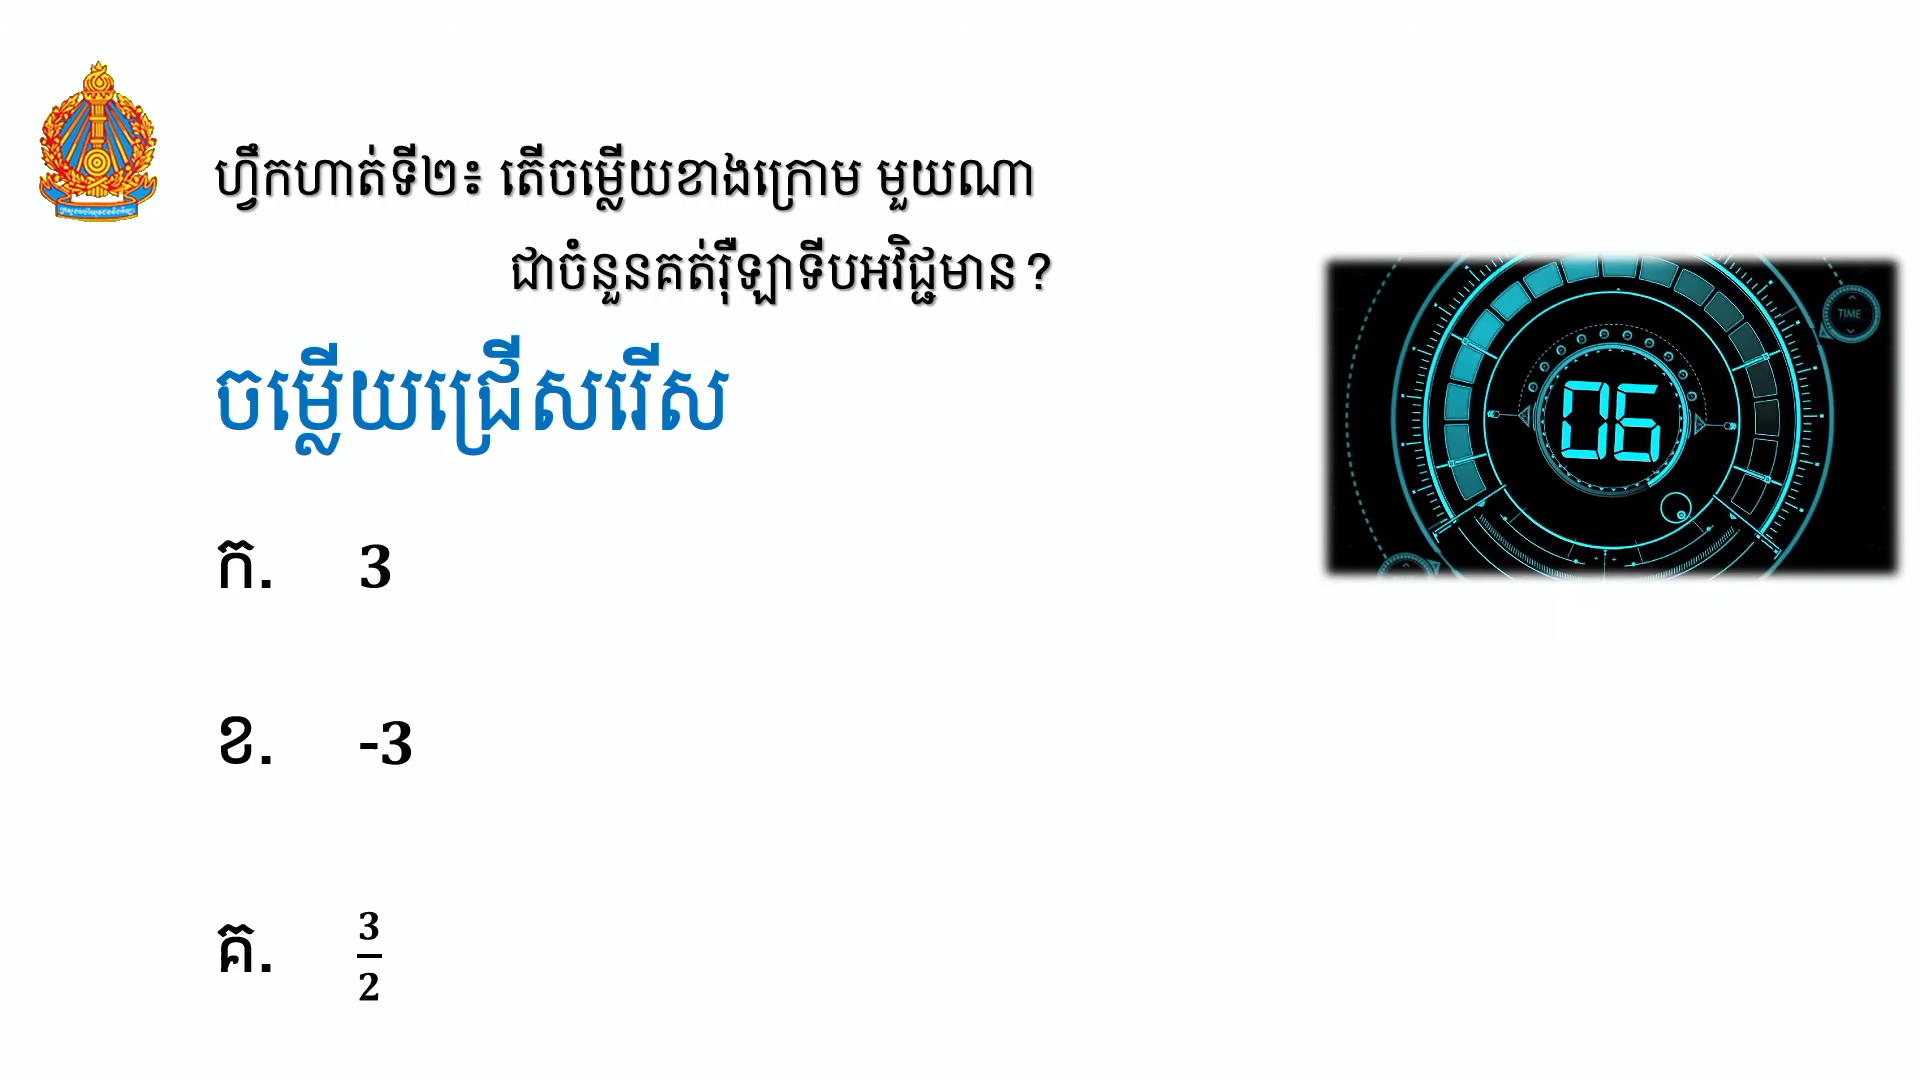 ហ្វឹកហាត់ទី២៖ តើចម្លើយខាងក្រោម មួយណា
ជាចំនួនគត់រ៉ឺឡាទីបអវិជ្ជមាន ?
ចម្លើយជ្រើសរើស
TIME
06
ក. 3
ខ. -3
គ. 3/2